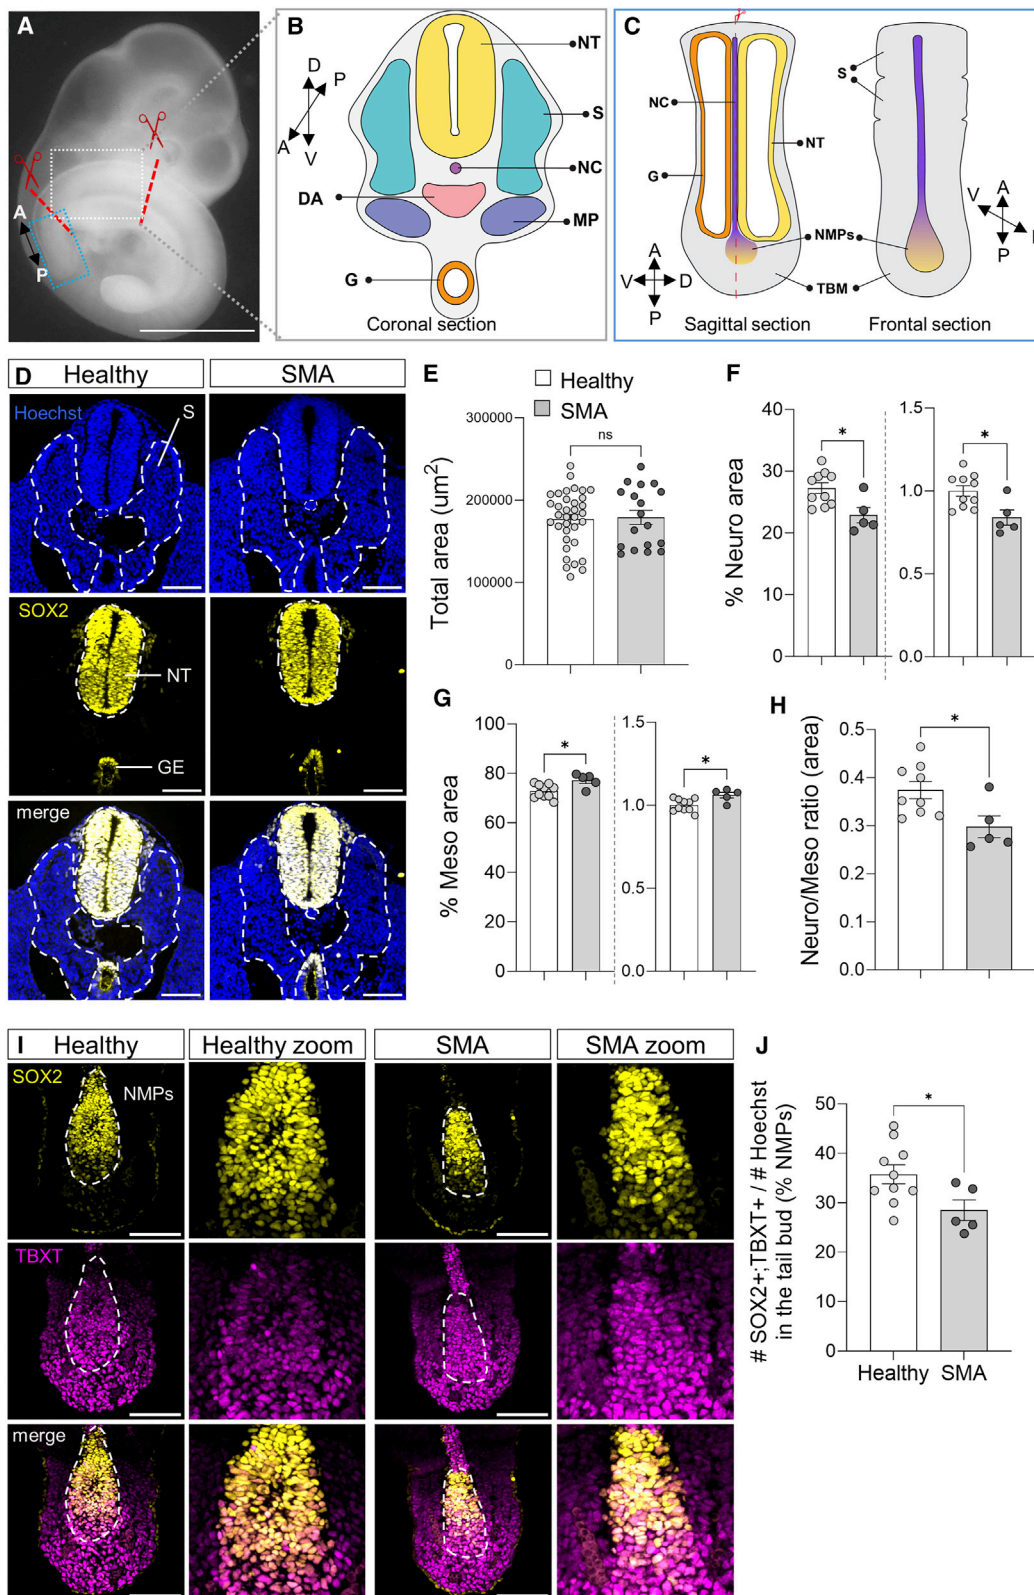 A
A
P
B
D
P
A
V
NT
S
NC
DA
MP
G
Coronal section
C
NC
NT
G
S
NMPs
TBM
A
V
D
P
V
A
P
Sagittal section
Frontal section
D
Healthy
SMA
Hoechst
S
SOX2
NT
GE
merge
E
Healthy
SMA
Total area (um²)
300000
200000
100000
0
ns
F
% Neuro area
40
30
20
10
0
*
1.5
1.0
0.5
0.0
*
G
% Meso area
100
80
60
40
20
0
*
1.5
1.0
0.5
0.0
*
H
Neuro/Meso ratio (area)
0.5
0.4
0.3
0.2
0.1
0.0
*
I
Healthy
Healthy zoom
SMA
SMA zoom
SOX2
NMPs
TBXT
merge
J
# SOX2+;TBXT+ / # Hoechst
in the tail bud (% NMPs)
50
40
30
20
10
0
*
Healthy
SMA